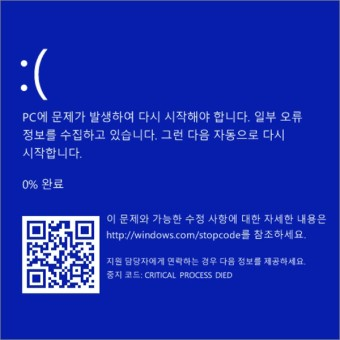 :(
PC에 문제가 발생하여 다시 시작해야 합니다. 일부 오류
정보를 수집하고 있습니다. 그런 다음 자동으로 다시
시작합니다.
0% 완료
이 문제와 가능한 수정 사항에 대한 자세한 내용은
http://windows.com/stopcode를 참조하세요.
지원 담당자에게 연락하는 경우 다음 정보를 제공하세요.
중지 코드: CRITICAL PROCESS DIED